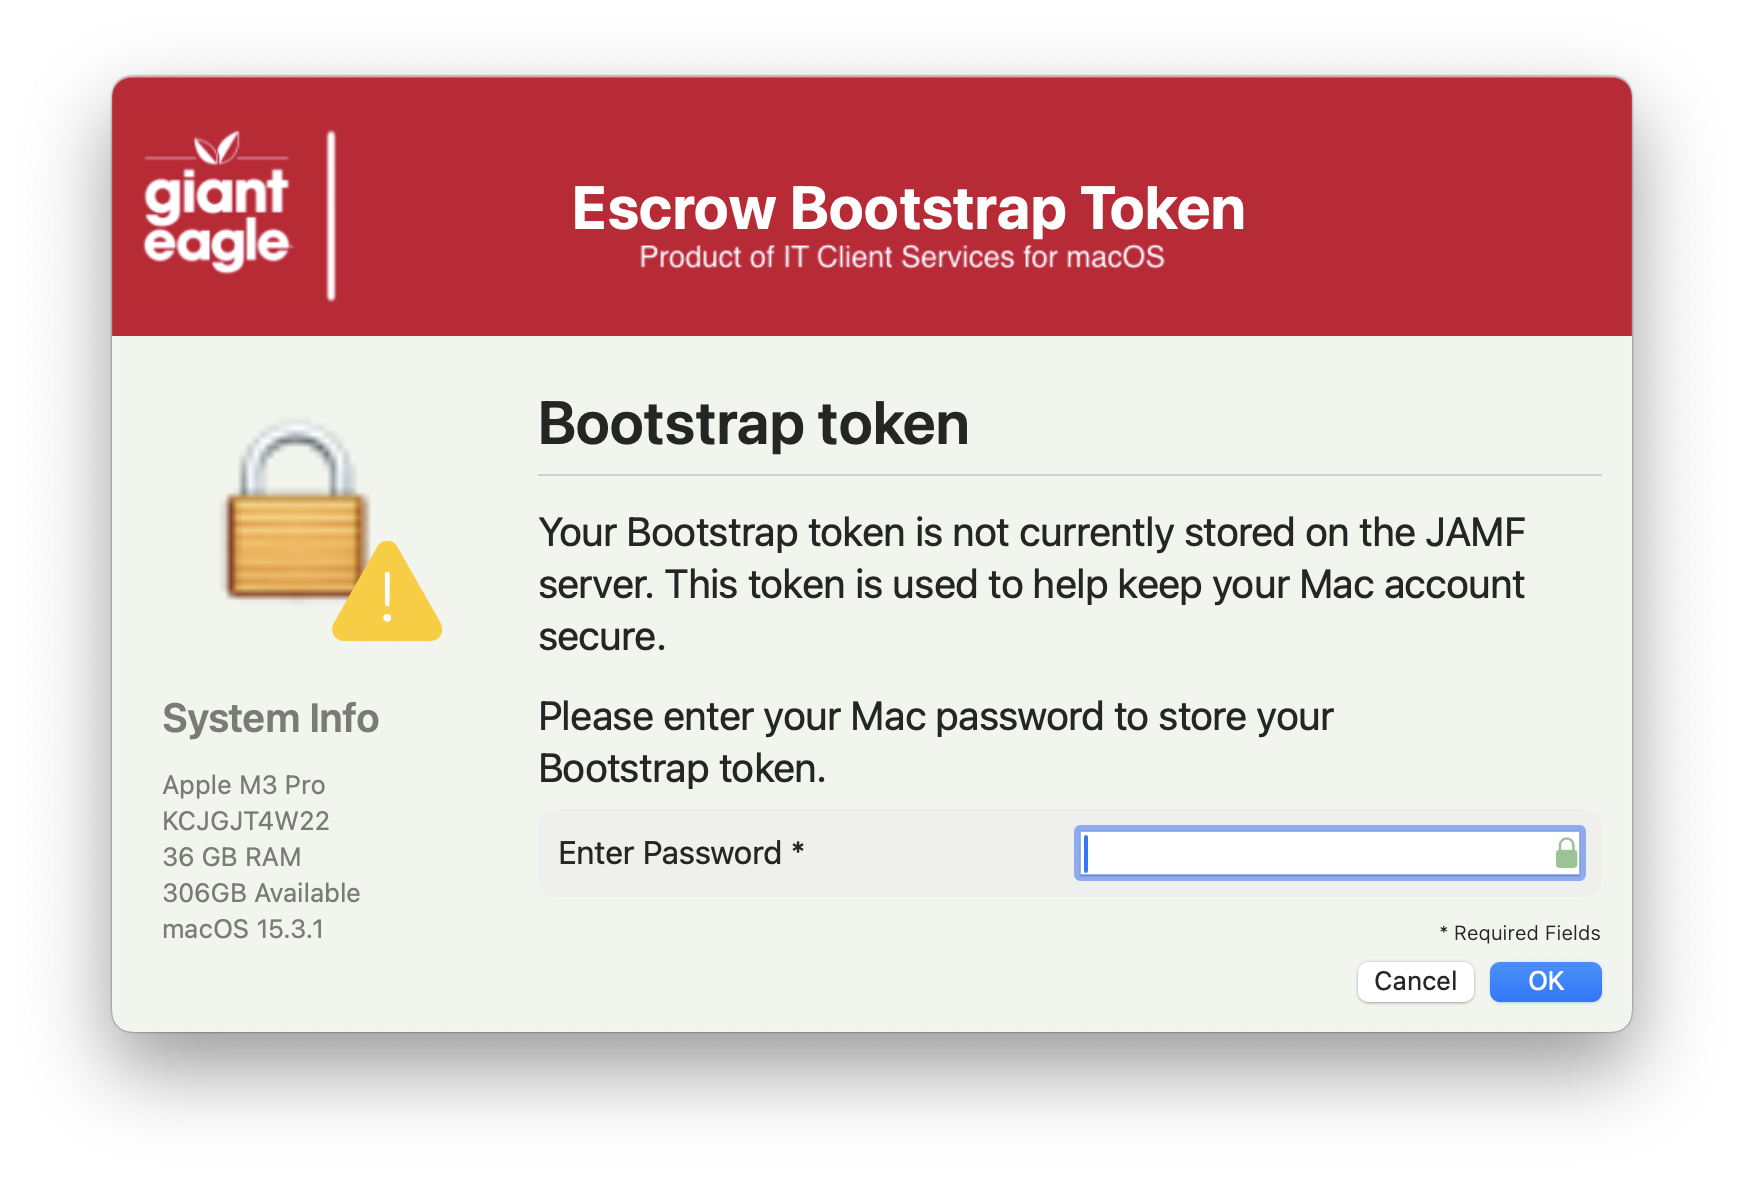 giant
eagle
Escrow Bootstrap Token
Product of IT Client Services for macOS
Bootstrap token
Your Bootstrap token is not currently stored on the JAMF
server. This token is used to help keep your Mac account
secure.
Please enter your Mac password to store your
Bootstrap token.
System Info
Apple M3 Pro
KCJGJT4W22
36 GB RAM
306GB Available
macOS 15.3.1
Enter Password *
* Required Fields
Cancel
OK